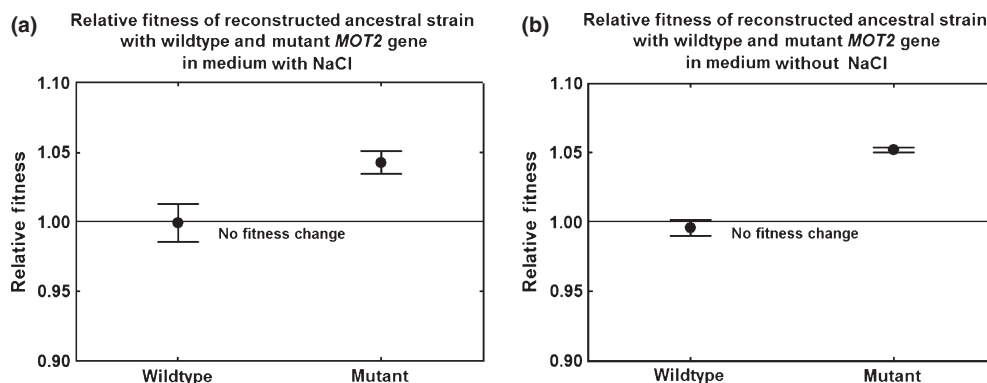 (a)
Relative fitness of reconstructed ancestral strain
with wildtype and mutant MOT2 gene
in medium with NaCl
Relative fitness
1.10
1.05
1.00
0.95
0.90
No fitness change
Wildtype
Mutant
(b)
Relative fitness of reconstructed ancestral strain
with wildtype and mutant MOT2 gene
in medium without NaCl
Relative fitness
1.10
1.05
1.00
0.95
0.90
No fitness change
Wildtype
Mutant